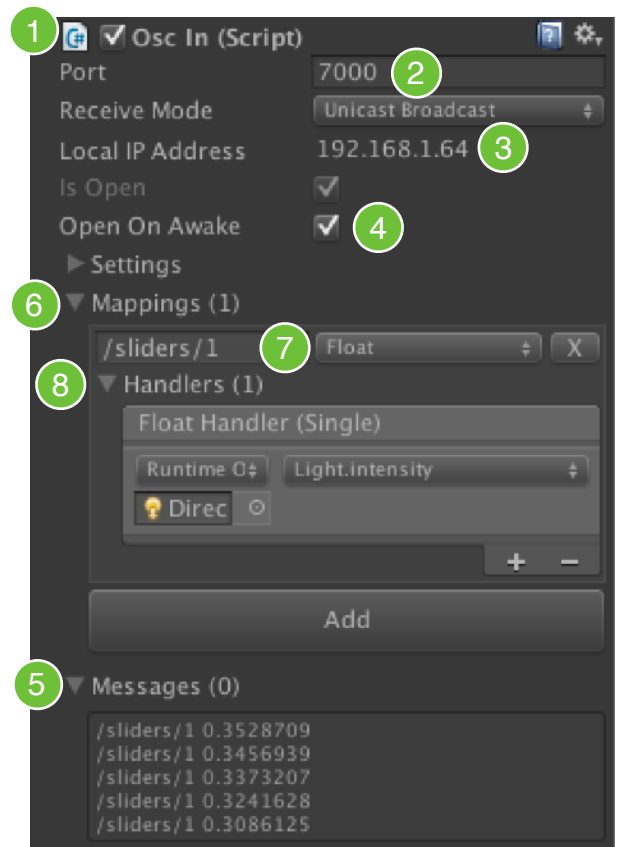 1 Osc In (Script)
Port 7000 2
Receive Mode Unicast Broadcast
Local IP Address 192.168.1.64 3
Is Open
Open On Awake 4
Settings
6 Mappings (1)
/sliders/1 7 Float X
8 Handlers (1)
Float Handler (Single)
Runtime O Light.intensity
Direc
+ −
Add
5 Messages (0)
/sliders/1 0.3528709
/sliders/1 0.3456939
/sliders/1 0.3373207
/sliders/1 0.3241628
/sliders/1 0.3086125